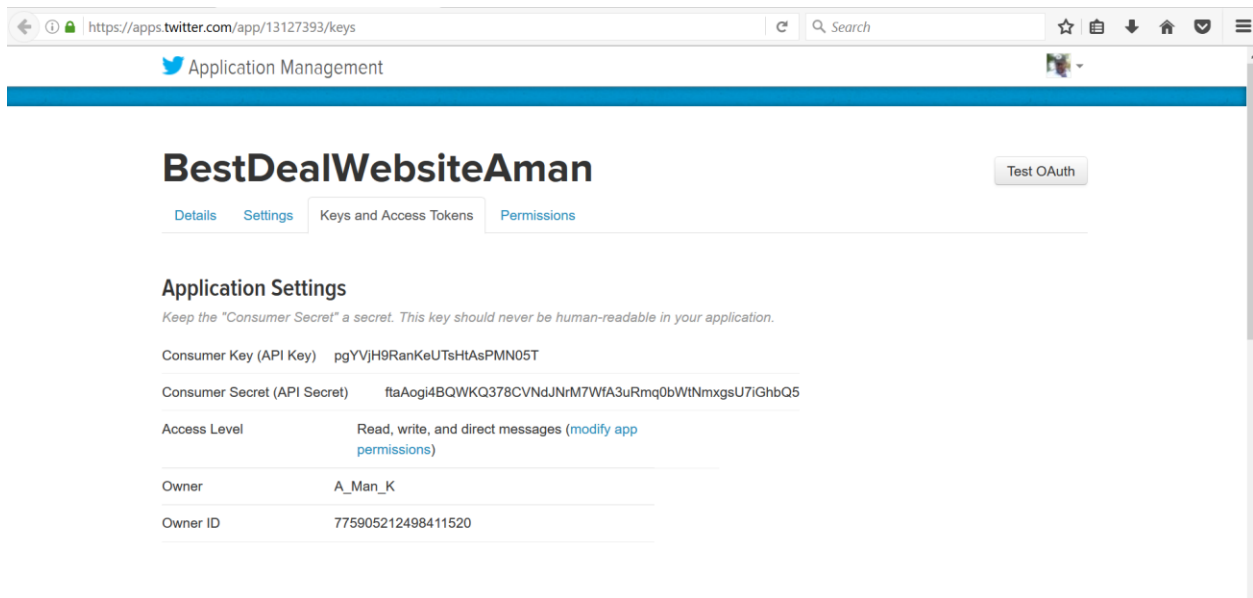 https://apps.twitter.com/app/13127393/keys
Search
Application Management
BestDealWebsiteAman
Test OAuth
Details Settings Keys and Access Tokens Permissions
Application Settings
Keep the "Consumer Secret" a secret. This key should never be human-readable in your application.
Consumer Key (API Key) pgYVjH9RanKeUTsHtAsPMN05T
Consumer Secret (API Secret) ftaAogi4BQWKQ378CVNdJNrM7WfA3uRmq0bWtNmxgsU7iGhbQ5
Access Level Read, write, and direct messages (modify app
permissions)
Owner A_Man_K
Owner ID 775905212498411520